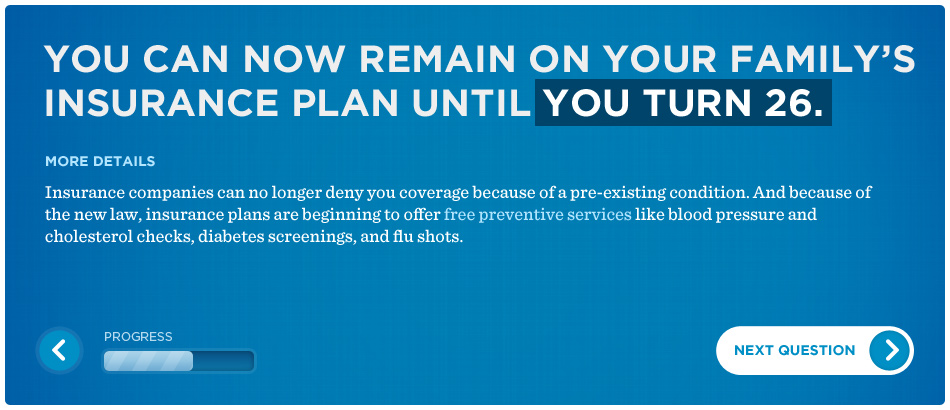 YOU CAN NOW REMAIN ON YOUR FAMILY’S
INSURANCE PLAN UNTIL YOU TURN 26.
MORE DETAILS
Insurance companies can no longer deny you coverage because of a pre-existing condition. And because of
the new law, insurance plans are beginning to offer free preventive services like blood pressure and
cholesterol checks, diabetes screenings, and flu shots.
PROGRESS
NEXT QUESTION